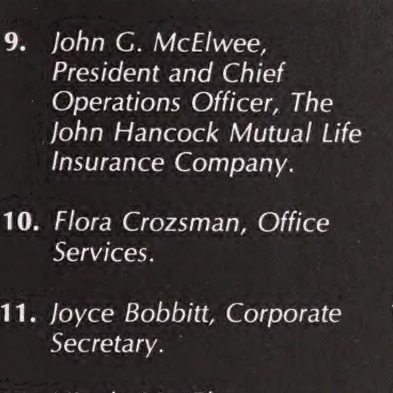 9. John G. McElwee,
President and Chief
Operations Officer, The
John Hancock Mutual Life
Insurance Company.
10. Flora Crozsman, Office
Services.
11. Joyce Bobbitt, Corporate
Secretary.